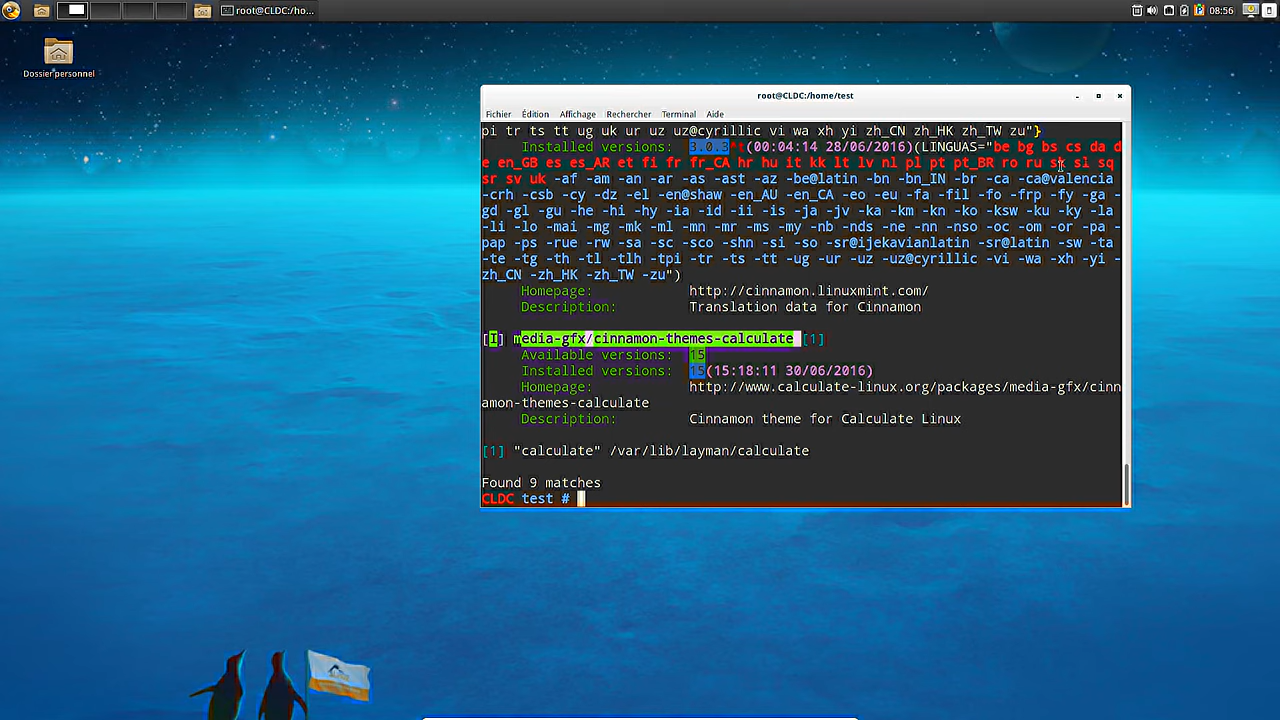 root@CLDC:/ho...
08:56
Dossier personnel
root@CLDC:/home/test
Fichier Édition Affichage Rechercher Terminal Aide
pi tr ts tt ug uk ur uz uz@cyrillic vi wa xh yi zh_CN zh_HK zh_TW zu"}
Installed versions: 3.0.3^t(00:04:14 28/06/2016)(LINGUAS="be bg bs cs da d
e en_GB es es_AR et fi fr fr_CA hr hu it kk lt lv nl pl pt pt_BR ro ru sk sl sq
sr sv uk -af -am -an -ar -as -ast -az -be@latin -bn -bn_IN -br -ca -ca@valencia
-crh -csb -cy -dz -el -en@shaw -en_AU -en_CA -eo -eu -fa -fil -fo -frp -fy -ga -
gd -gl -gu -he -hi -hy -ia -id -ii -is -ja -jv -ka -km -kn -ko -ksw -ku -ky -la
-li -lo -mai -mg -mk -ml -mn -mr -ms -my -nb -nds -ne -nn -nso -oc -om -or -pa -
pap -ps -rue -rw -sa -sc -sco -shn -si -so -sr@ijekavianlatin -sr@latin -sw -ta
-te -tg -th -tl -tlh -tpi -tr -ts -tt -ug -ur -uz -uz@cyrillic -vi -wa -xh -yi -
zh_CN -zh_HK -zh_TW -zu")
Homepage: http://cinnamon.linuxmint.com/
Description: Translation data for Cinnamon
[I] media-gfx/cinnamon-themes-calculate [1]
Available versions: 15
Installed versions: 15(15:18:11 30/06/2016)
Homepage: http://www.calculate-linux.org/packages/media-gfx/cinn
amon-themes-calculate
Description: Cinnamon theme for Calculate Linux
[1] "calculate" /var/lib/layman/calculate
Found 9 matches
CLDC test #